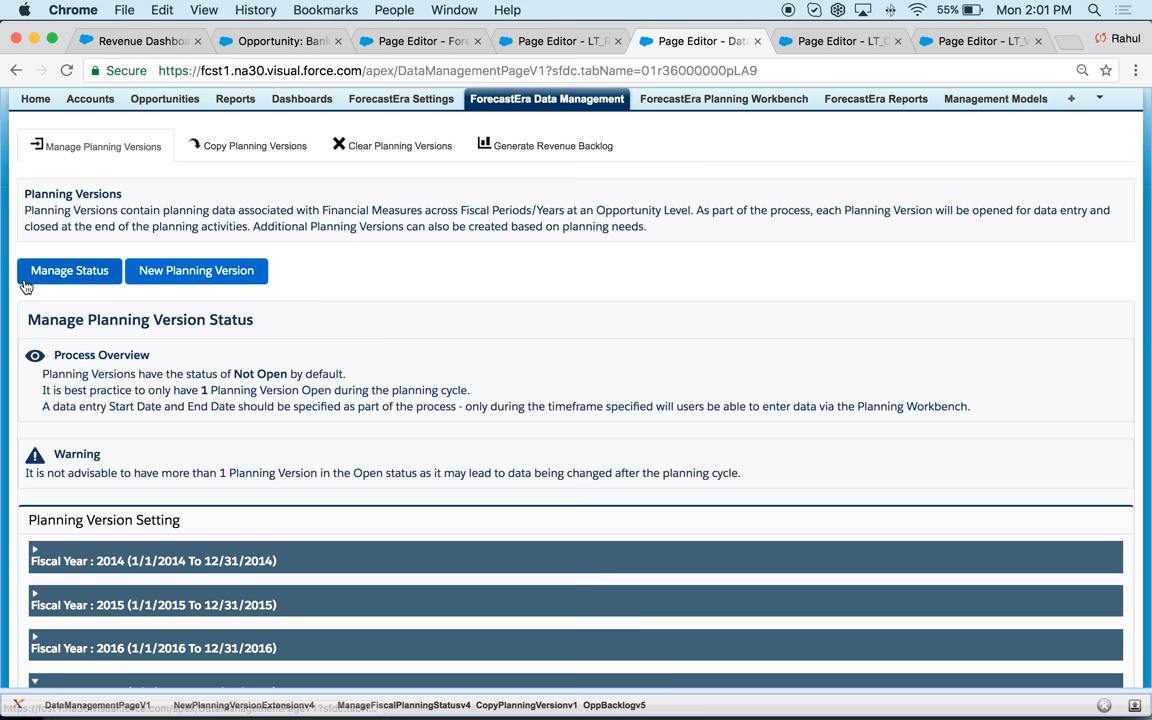 Chrome File Edit View History Bookmarks People Window Help 55% Mon 2:01 PM
Revenue Dashboa Opportunity: Bank Page Editor - For Page Editor - LT_R Page Editor - Dat Page Editor - LT_C Page Editor - LT_V Rahul
Secure https://fcst1.na30.visual.force.com/apex/DataManagementPageV1?sfdc.tabName=01r36000000pLA9
Home Accounts Opportunities Reports Dashboards ForecastEra Settings ForecastEra Data Management ForecastEra Planning Workbench ForecastEra Reports Management Models +
Manage Planning Versions Copy Planning Versions Clear Planning Versions Generate Revenue Backlog
Planning Versions
Planning Versions contain planning data associated with Financial Measures across Fiscal Periods/Years at an Opportunity Level. As part of the process, each Planning Version will be opened for data entry and
closed at the end of the planning activities. Additional Planning Versions can also be created based on planning needs.
Manage Status New Planning Version
Manage Planning Version Status
Process Overview
Planning Versions have the status of Not Open by default.
It is best practice to only have 1 Planning Version Open during the planning cycle.
A data entry Start Date and End Date should be specified as part of the process - only during the timeframe specified will users be able to enter data via the Planning Workbench.
Warning
It is not advisable to have more than 1 Planning Version in the Open status as it may lead to data being changed after the planning cycle.
Planning Version Setting
Fiscal Year : 2014 (1/1/2014 To 12/31/2014)
Fiscal Year : 2015 (1/1/2015 To 12/31/2015)
Fiscal Year : 2016 (1/1/2016 To 12/31/2016)
DataManagementPageV1 NewPlanningVersionExtensionv4 ManageFiscalPlanningStatusv4 CopyPlanningVersionv1 OppBacklogv5